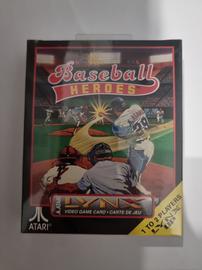 Baseball
HEROES
ATARI
LYNX
VIDEO GAME CARD • CARTE DE JEU
ATARI
1 TO 2 PLAYERS